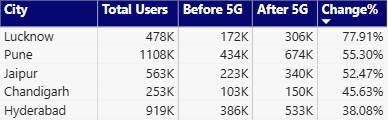 City Total Users Before 5G After 5G Change%
Lucknow 478K 172K 306K 77.91%
Pune 1108K 434K 674K 55.30%
Jaipur 563K 223K 340K 52.47%
Chandigarh 253K 103K 150K 45.63%
Hyderabad 919K 386K 533K 38.08%